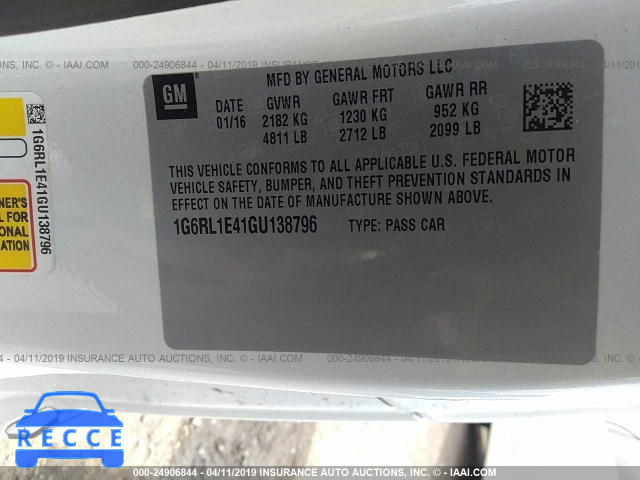 IAAI.COM 000-24906844 - 04/11/2019 INSURANCE AUTO AUCTIONS, INC. © - IAAI.COM
GM
MFD BY GENERAL MOTORS LLC
DATE GVWR GAWR FRT GAWR RR
01/16 2182 KG 1230 KG 952 KG
4811 LB 2712 LB 2099 LB
THIS VEHICLE CONFORMS TO ALL APPLICABLE U.S. FEDERAL MOTOR
VEHICLE SAFETY, BUMPER, AND THEFT PREVENTION STANDARDS IN
EFFECT ON THE DATE OF MANUFACTURE SHOWN ABOVE.
1G6RL1E41GU138796 TYPE: PASS CAR
1G6RL1E41GU138796
NER'S
L FOR
ONAL
ION
04/11/2019 INSURANCE AUTO AUCTIONS, INC. © - IAAI.COM 000-24906844 - 04/11/2019 INSURANCE AUTO AUCTIONS, INC.
RECCE
000-24906844 - 04/11/2019 INSURANCE AUTO AUCTIONS, INC. © - IAAI.COM